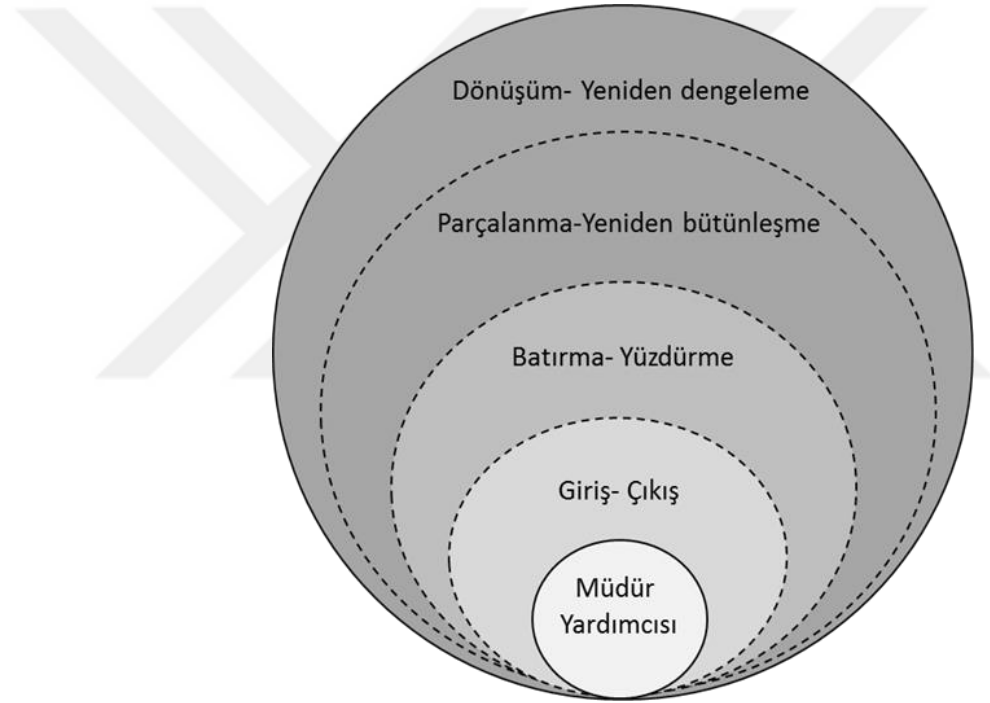 Dönüşüm- Yeniden dengeleme
Parçalanma-Yeniden bütünleşme
Batırma- Yüzdürme
Giriş- Çıkış
Müdür
Yardımcısı